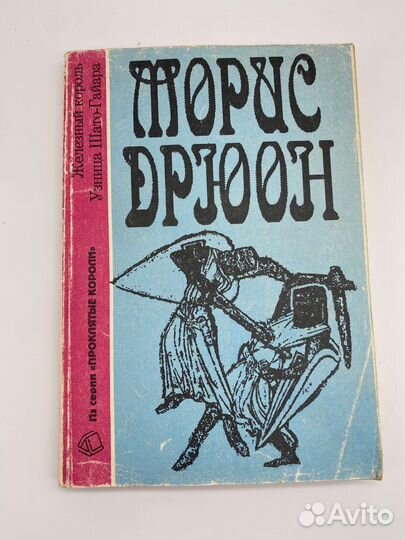 МОРИС
ДРЮОН
Железный король
Узница Шато-Гайара
Из серии «ПРОКЛЯТЫЕ КОРОЛИ»
Avito